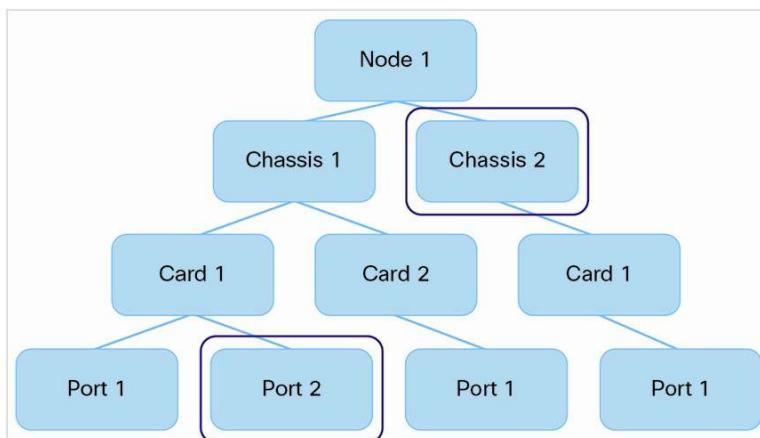 Node 1
Chassis 1
Chassis 2
Card 1
Card 2
Card 1
Port 1
Port 2
Port 1
Port 1